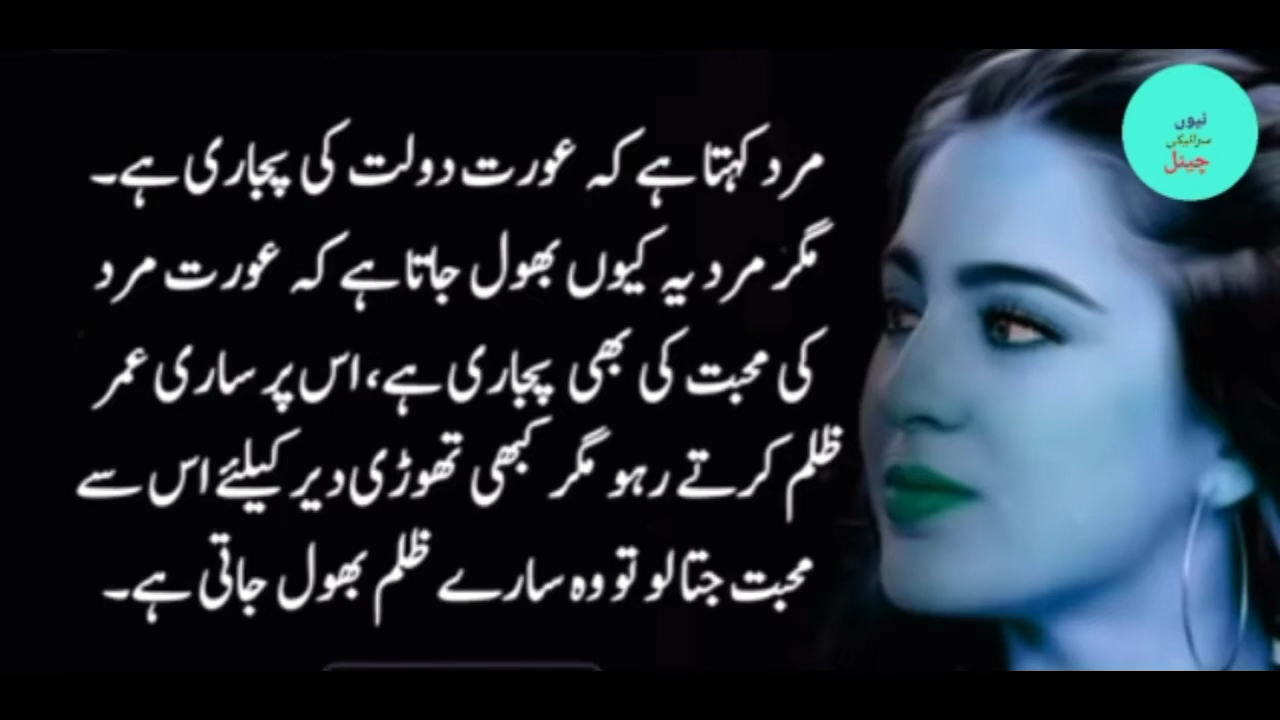 مرد کہتا ہے کہ عورت دولت کی پجاری ہے۔
مگر مرد یہ کیوں بھول جاتا ہے کہ عورت مرد
کی محبت کی بھی پجاری ہے، اس پر ساری عمر
ظلم کرتے رہو مگر کبھی تھوڑی دیر کیلئے اس سے
محبت جتا لو تو وہ سارے ظلم بھول جاتی ہے۔
نیوں
سرائیکی
چینل